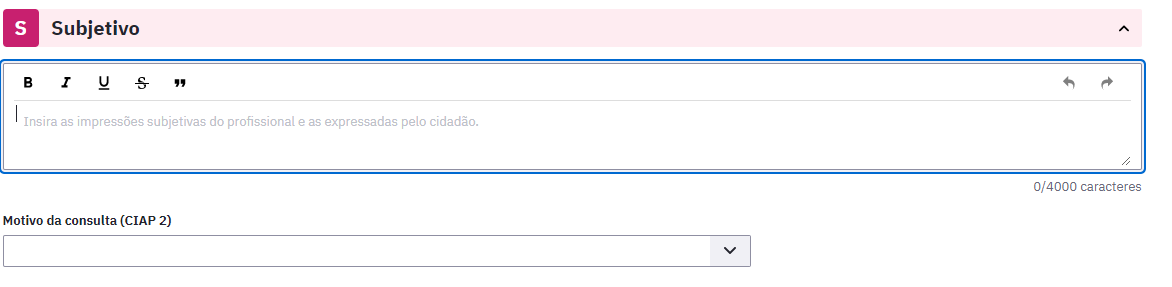 S Subjetivo
B I U S
Insira as impressões subjetivas do profissional e as expressadas pelo cidadão.
0/4000 caracteres
Motivo da consulta (CIAP 2)